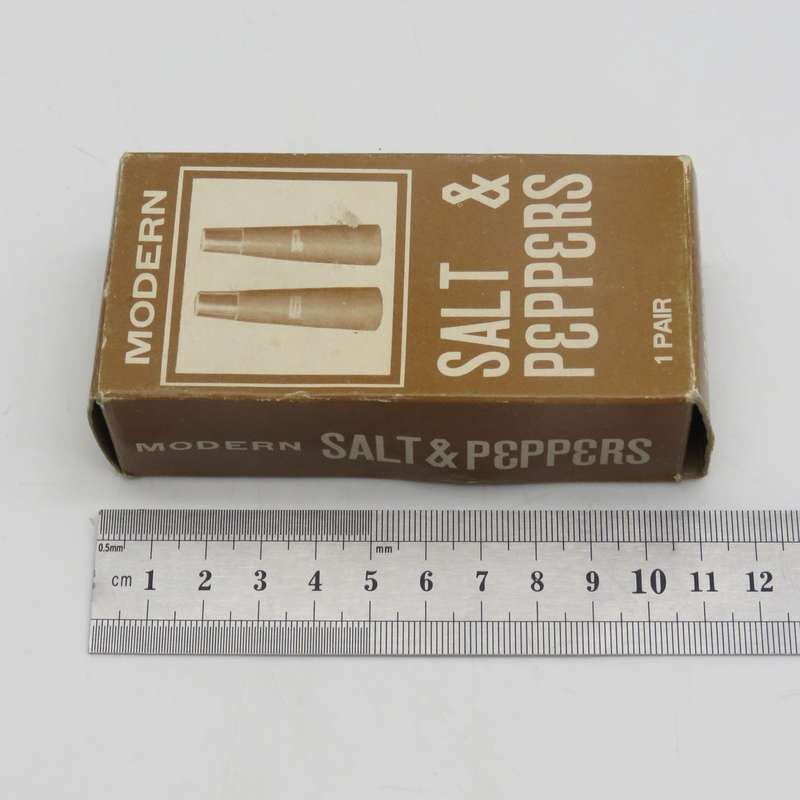 MODERN
P
S
SALT &
PEPPERS
1 PAIR
MODERN SALT & PEPPERS
0.5mm
mm
cm 1 2 3 4 5 6 7 8 9 10 11 12